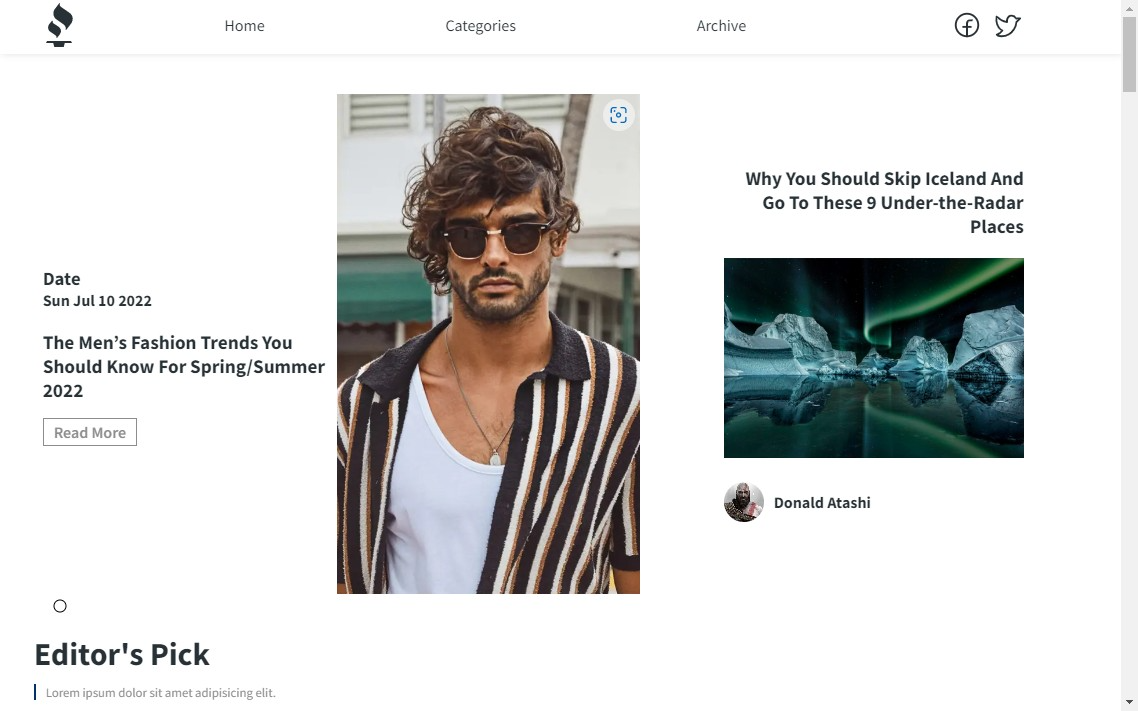 Home
Categories
Archive
Date
Sun Jul 10 2022
The Men’s Fashion Trends You
Should Know For Spring/Summer
2022
Read More
Why You Should Skip Iceland And
Go To These 9 Under-the-Radar
Places
Donald Atashi
Editor's Pick
Lorem ipsum dolor sit amet adipisicing elit.